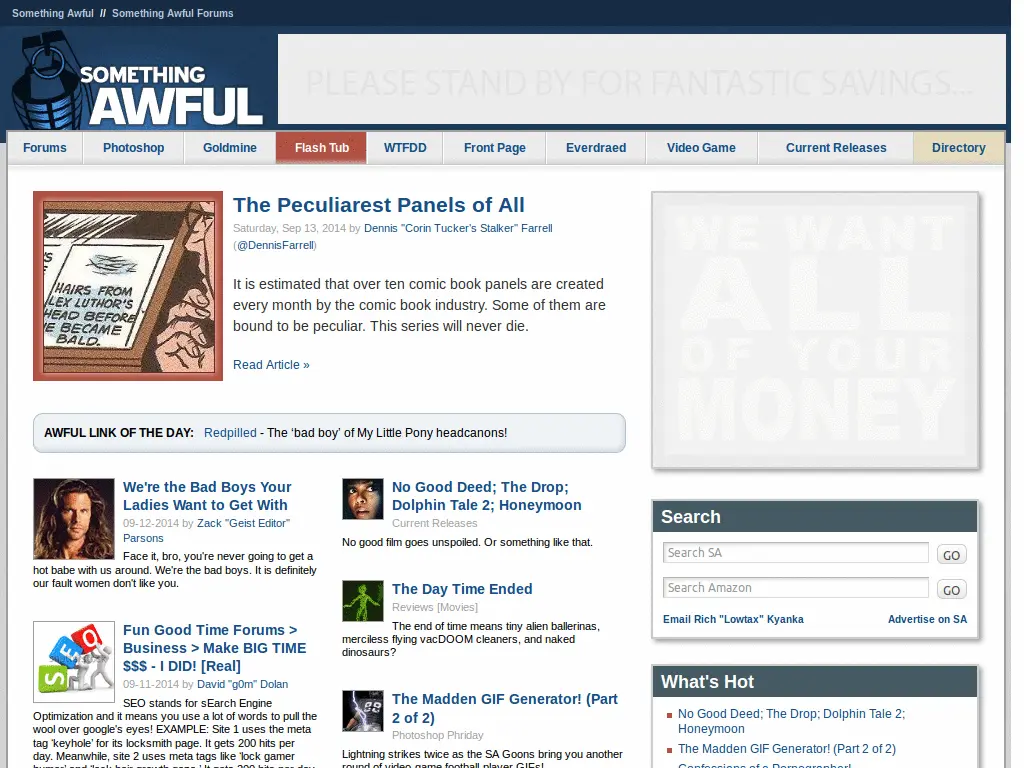 Something Awful // Something Awful Forums
SOMETHING
AWFUL
PLEASE STAND BY FOR FANTASTIC SAVINGS...
Forums Photoshop Goldmine Flash Tub WTFDD Front Page Everdraed Video Game Current Releases Directory
HAIRS FROM
LEX LUTHOR'S
HEAD BEFORE
HE BECAME
BALD.
The Peculiarest Panels of All
Saturday, Sep 13, 2014 by Dennis "Corin Tucker's Stalker" Farrell
(@DennisFarrell)
It is estimated that over ten comic book panels are created
every month by the comic book industry. Some of them are
bound to be peculiar. This series will never die.
Read Article »
WE WANT
ALL
OF YOUR
MONEY
AWFUL LINK OF THE DAY: Redpilled - The ‘bad boy’ of My Little Pony headcanons!
We're the Bad Boys Your
Ladies Want to Get With
09-12-2014 by Zack "Geist Editor"
Parsons
Face it, bro, you're never going to get a
hot babe with us around. We're the bad boys. It is definitely
our fault women don't like you.
SEO
Fun Good Time Forums >
Business > Make BIG TIME
$$$ - I DID! [Real]
09-11-2014 by David "g0m" Dolan
SEO stands for sEarch Engine
Optimization and it means you use a lot of words to pull the
wool over google's eyes! EXAMPLE: Site 1 uses the meta
tag ‘keyhole’ for its locksmith page. It gets 200 hits per
day. Meanwhile, site 2 uses meta tags like ‘lock gamer
No Good Deed; The Drop;
Dolphin Tale 2; Honeymoon
Current Releases
No good film goes unspoiled. Or something like that.
The Day Time Ended
Reviews [Movies]
The end of time means tiny alien ballerinas,
merciless flying vacDOOM cleaners, and naked
dinosaurs?
The Madden GIF Generator! (Part
2 of 2)
Photoshop Phriday
Lightning strikes twice as the SA Goons bring you another
round of video game football player GIFs!
Search
Search SA GO
Search Amazon GO
Email Rich "Lowtax" Kyanka Advertise on SA
What's Hot
No Good Deed; The Drop; Dolphin Tale 2;
Honeymoon
The Madden GIF Generator! (Part 2 of 2)
Confessions of a Pornographer!